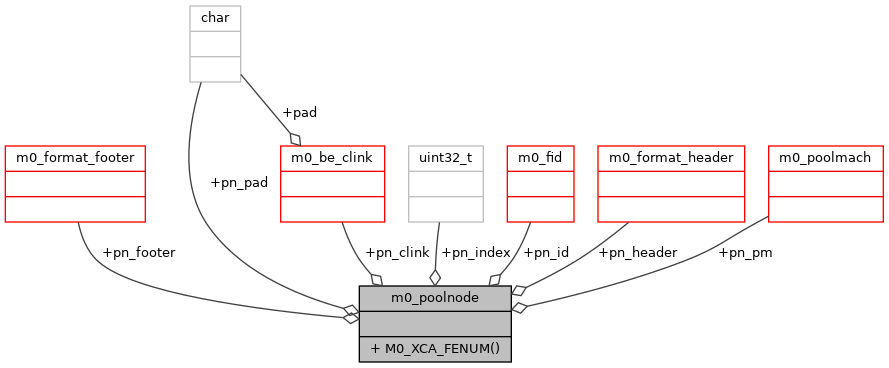 char
+pad
m0_format_footer
m0_be_clink
uint32_t
m0_fid
m0_format_header
m0_poolmach
+pn_pad
+pn_footer
+pn_clink
+pn_index
+pn_id
+pn_header
+pn_pm
m0_poolnode
+ M0_XCA_FENUM()